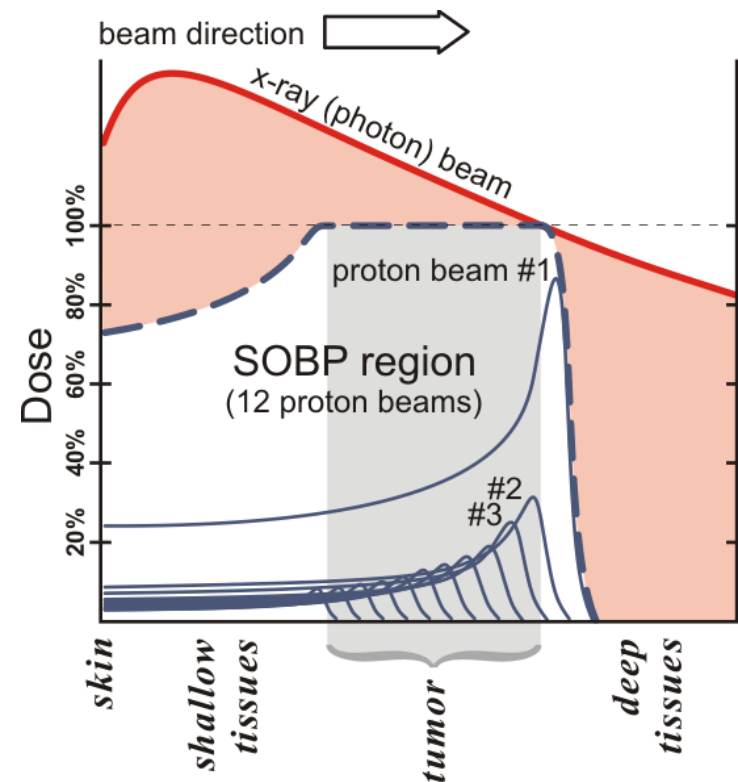 beam direction
x-ray (photon) beam
100%
80%
60%
40%
20%
Dose
proton beam #1
SOBP region
(12 proton beams)
#2
#3
skin
shallow
tissues
tumor
deep
tissues